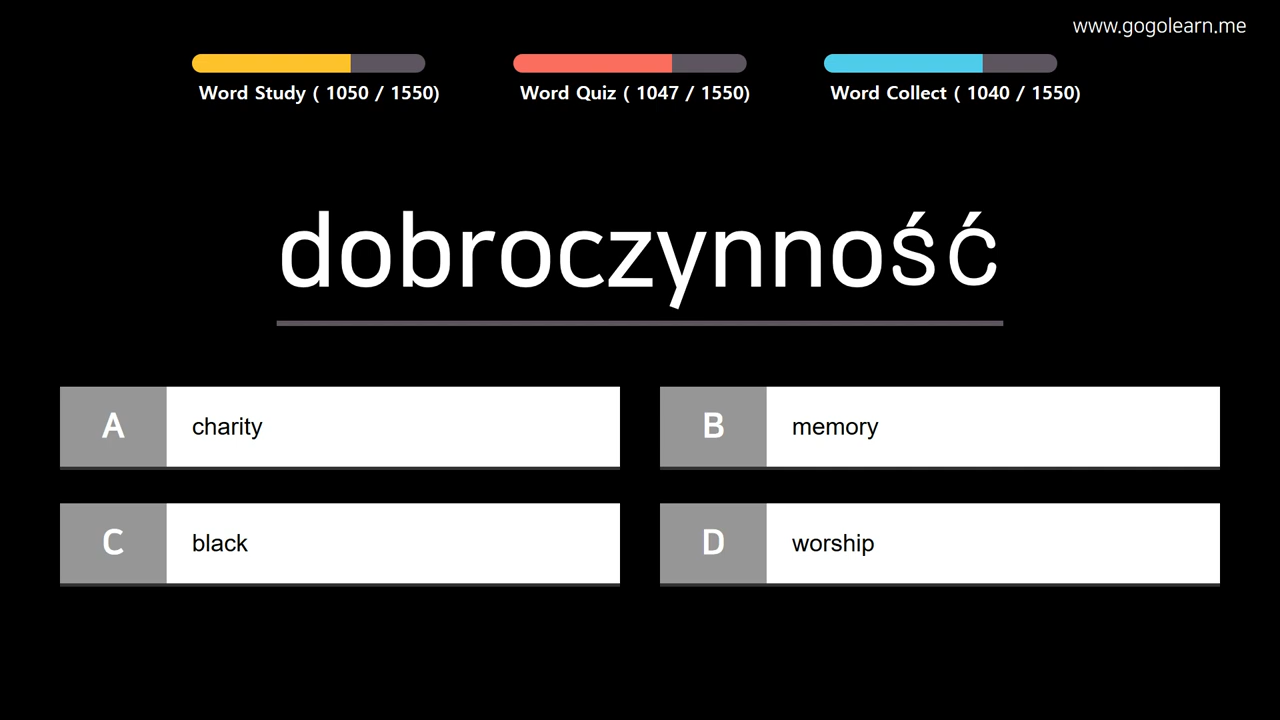 www.gogolearn.me
Word Study ( 1050 / 1550)
Word Quiz ( 1047 / 1550)
Word Collect ( 1040 / 1550)
dobroczynność
A charity
B memory
C black
D worship